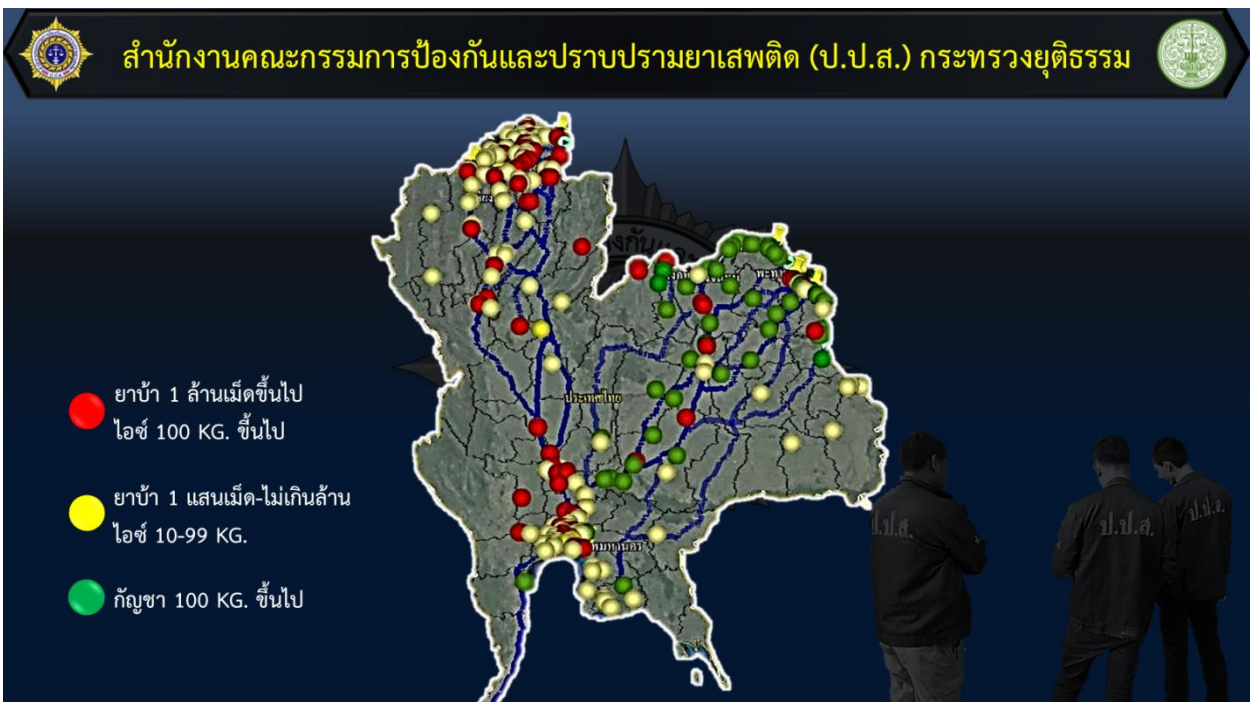 สำนักงานคณะกรรมการป้องกันและปราบปรามยาเสพติด (ป.ป.ส.) กระทรวงยุติธรรม
ประเทศไทย
ยาบ้า 1 ล้านเม็ดขึ้นไป
ไอซ์ 100 KG. ขึ้นไป
ยาบ้า 1 แสนเม็ด-ไม่เกินล้าน
ไอซ์ 10-99 KG.
กัญชา 100 KG. ขึ้นไป
ป.ป.ส.
ป.ป.ส.
ป.ป.ส.